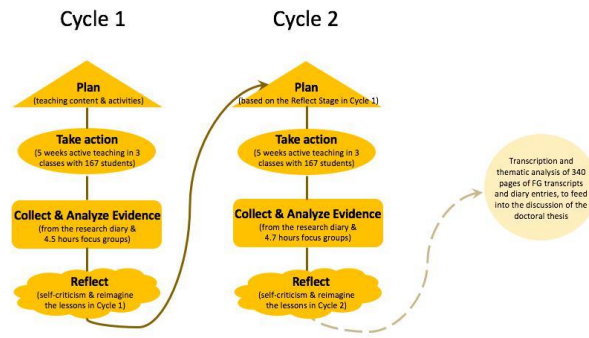 Cycle 1
Plan
(teaching content & activities)
Take action
(5 weeks active teaching in 3
classes with 167 students)
Collect & Analyze Evidence
(from the research diary &
4.5 hours focus groups)
Reflect
(self-criticism & reimagine
the lessons in Cycle 1)
Cycle 2
Plan
(based on the Reflect Stage in Cycle 1)
Take action
(5 weeks active teaching in 3
classes with 167 students)
Collect & Analyze Evidence
(from the research diary &
4.7 hours focus groups)
Reflect
(self-criticism & reimagine
the lessons in Cycle 2)
Transcription and
thematic analysis of 340
pages of FG transcripts
and diary entries, to feed
into the discussion of the
doctoral thesis